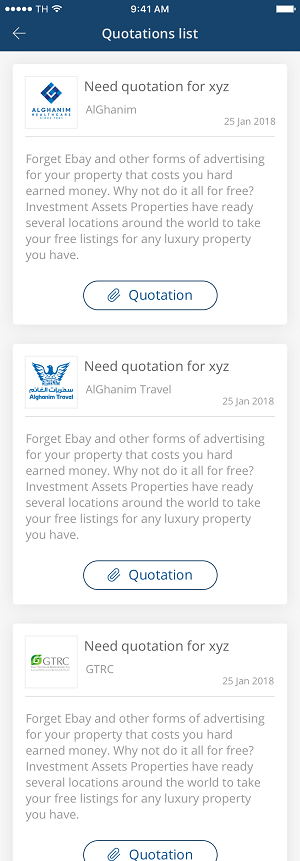 TH 9:41 AM
Quotations list
ALGHANIM
HEALTHCARE
Need quotation for xyz
AlGhanim
25 Jan 2018
Forget Ebay and other forms of advertising
for your property that costs you hard
earned money. Why not do it all for free?
Investment Assets Properties have ready
several locations around the world to take
your free listings for any luxury property
you have.
Quotation
سفريات الغانم
Alghanim Travel
Need quotation for xyz
AlGhanim Travel
25 Jan 2018
Forget Ebay and other forms of advertising
for your property that costs you hard
earned money. Why not do it all for free?
Investment Assets Properties have ready
several locations around the world to take
your free listings for any luxury property
you have.
Quotation
GTRC
Need quotation for xyz
GTRC
25 Jan 2018
Forget Ebay and other forms of advertising
for your property that costs you hard
earned money. Why not do it all for free?
Investment Assets Properties have ready
several locations around the world to take
your free listings for any luxury property
you have.
Quotation